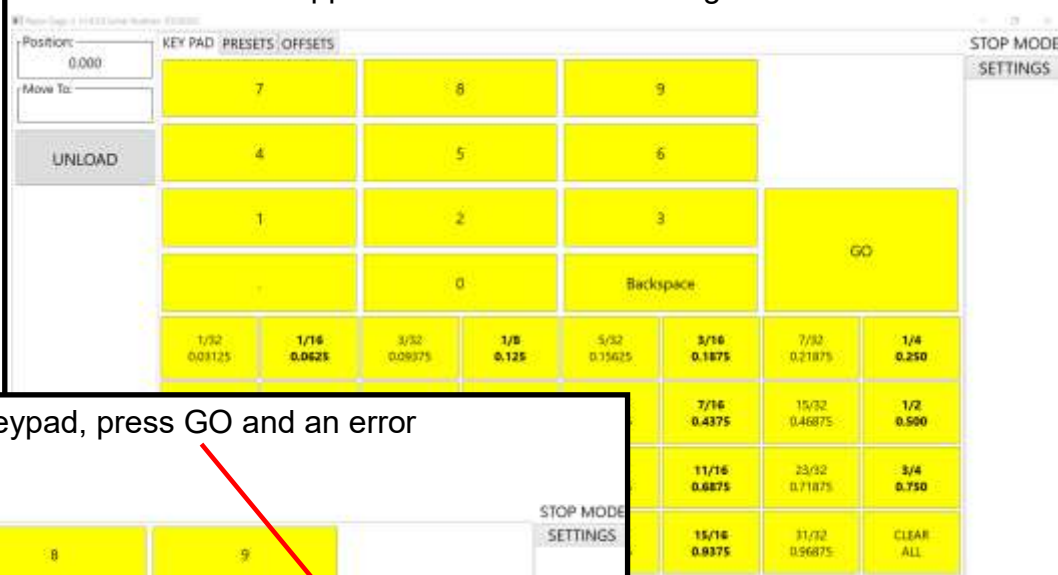 Position:
KEY PAD PRESETS OFFSETS
STOP MODE
0.000
SETTINGS
Move To:
7 8 9
UNLOAD
4 5 6
1 2 3
GO
. 0 Backspace
1/32 1/16 3/32 1/8 5/32 3/16 7/32 1/4
0.03125 0.0625 0.09375 0.125 0.15625 0.1875 0.21875 0.250
7/16 15/32 1/2
0.4375 0.46875 0.500
11/16 23/32 3/4
0.6875 0.71875 0.750
15/16 31/32 CLEAR
0.9375 0.96875 ALL
eypad, press GO and an error
STOP MODE
SETTINGS
8 9